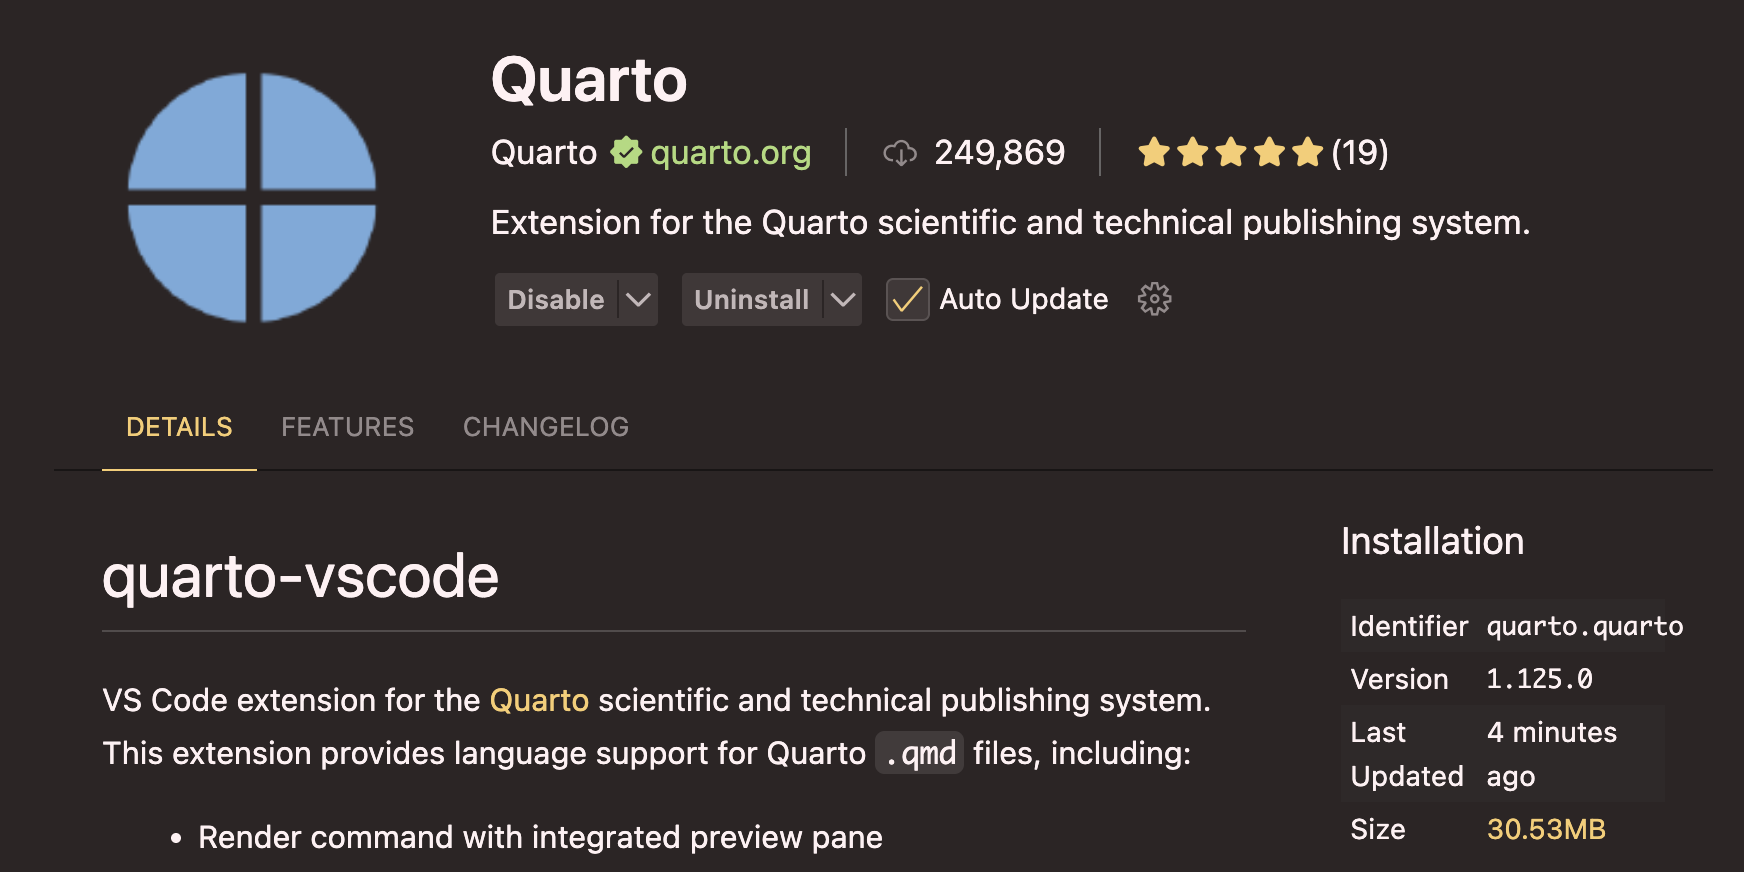 Quarto
Quarto quarto.org 249,869 (19)
Extension for the Quarto scientific and technical publishing system.
Disable Uninstall Auto Update
DETAILS FEATURES CHANGELOG
quarto-vscode
VS Code extension for the Quarto scientific and technical publishing system.
This extension provides language support for Quarto .qmd files, including:
• Render command with integrated preview pane
Installation
Identifier quarto.quarto
Version 1.125.0
Last 4 minutes
Updated ago
Size 30.53MB